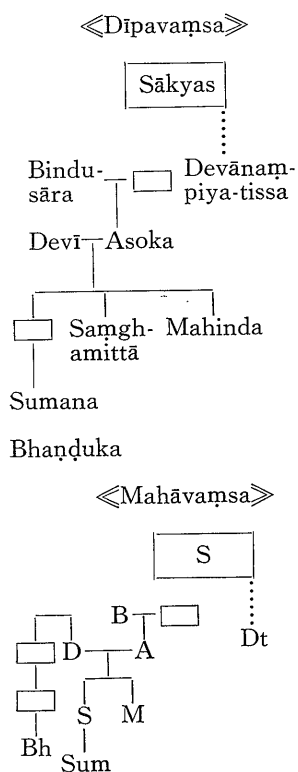 ≪Dīpavaṃsa≫
Sākyas
Bindu-
sāra
Devānaṃ-
piya-tissa
Devī Asoka
Saṃgh-
amittā
Mahinda
Sumana
Bhaṇḍuka
≪Mahāvaṃsa≫
S
B
Dt
D A
S M
Bh
Sum